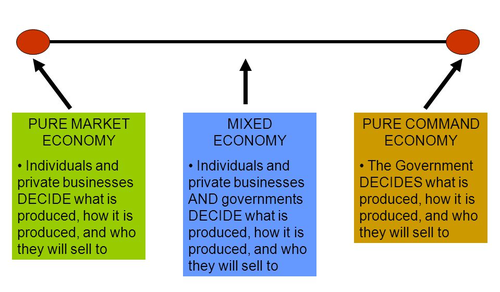 PURE MARKET
ECONOMY
• Individuals and
private businesses
DECIDE what is
produced, how it is
produced, and who
they will sell to
MIXED
ECONOMY
• Individuals and
private businesses
AND governments
DECIDE what is
produced, how it is
produced, and who
they will sell to
PURE COMMAND
ECONOMY
• The Government
DECIDES what is
produced, how it is
produced, and who
they will sell to